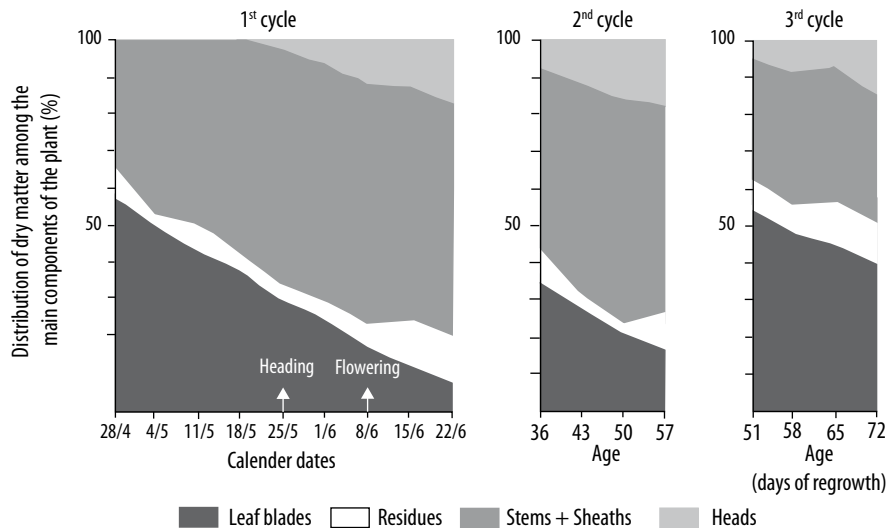 1st cycle
2nd cycle
3rd cycle
Distribution of dry matter among the
main components of the plant (%)
100
50
Heading
Flowering
28/4 4/5 11/5 18/5 25/5 1/6 8/6 15/6 22/6
Calender dates
100
50
36 43 50 57
Age
100
50
51 58 65 72
Age
(days of regrowth)
Leaf blades Residues Stems + Sheaths Heads